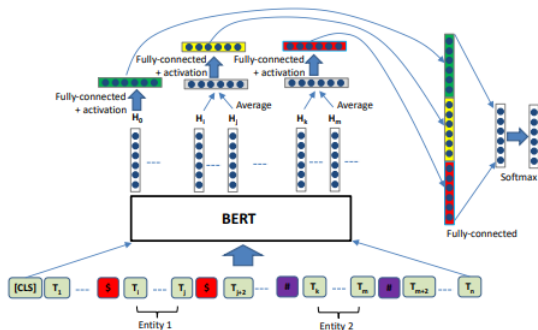 Fully-connected
+ activation
Fully-connected
+ activation
Fully-connected
+ activation
Average
Average
H0
Hi
Hj
Hk
Hm
Softmax
Fully-connected
BERT
[CLS] T1 $ Ti Tj $ Tj+2 # Tk Tm # Tm+2 Tn
Entity 1
Entity 2